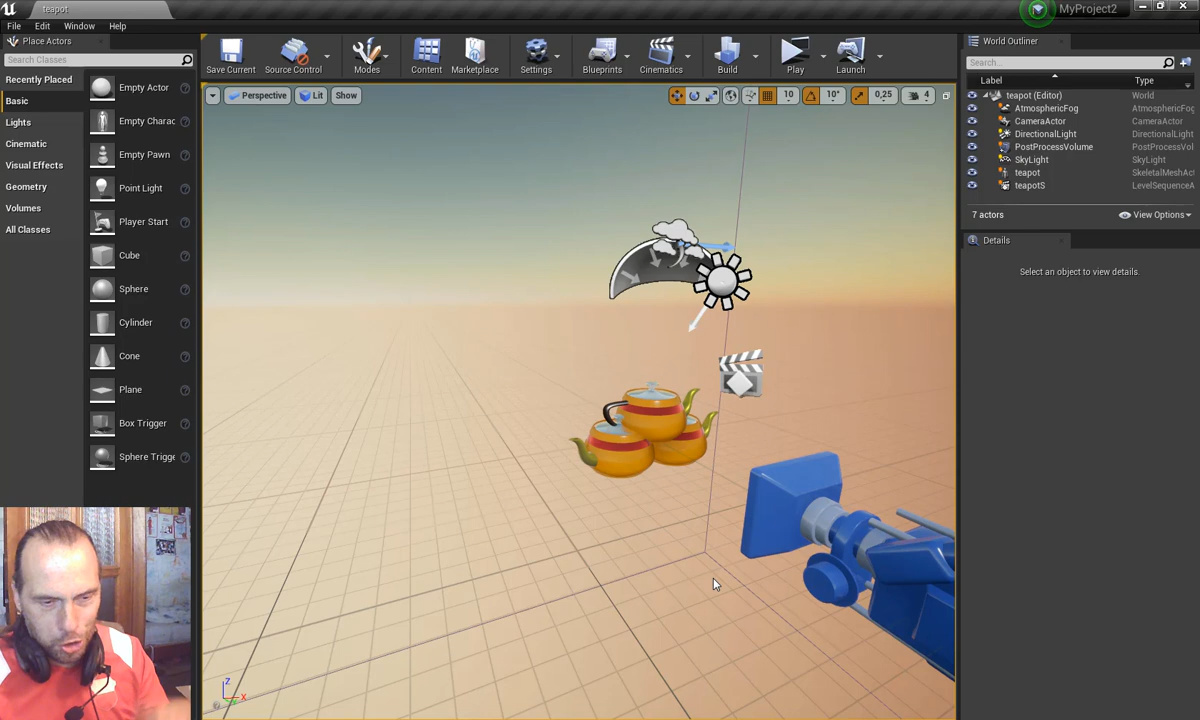 teapot
MyProject2
File Edit Window Help
Place Actors
Search Classes
Recently Placed
Basic
Lights
Cinematic
Visual Effects
Geometry
Volumes
All Classes
Empty Actor
Empty Charac
Empty Pawn
Point Light
Player Start
Cube
Sphere
Cylinder
Cone
Plane
Box Trigger
Sphere Trigge
Save Current
Source Control
Modes
Content
Marketplace
Settings
Blueprints
Cinematics
Build
Play
Launch
Perspective Lit Show
10 10° 0,25 4
World Outliner
Search...
Label Type
teapot (Editor) World
AtmosphericFog AtmosphericFo
CameraActor CameraActor
DirectionalLight DirectionalLight
PostProcessVolume PostProcessVol
SkyLight SkyLight
teapot SkeletalMeshAc
teapotS LevelSequenceA
7 actors View Options
Details
Select an object to view details.
Z
X